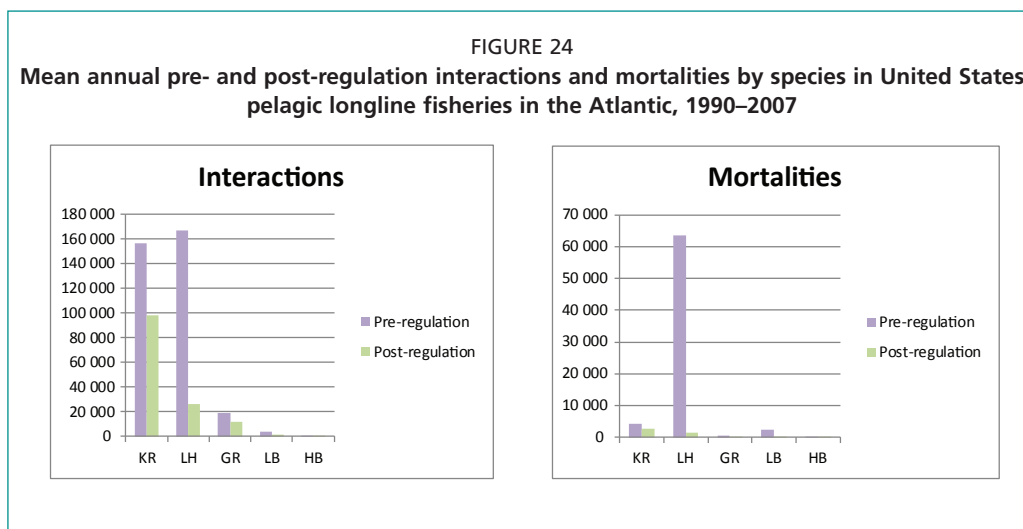 FIGURE 24
Mean annual pre- and post-regulation interactions and mortalities by species in United States
pelagic longline fisheries in the Atlantic, 1990–2007
Interactions
180 000
160 000
140 000
120 000
100 000
80 000
60 000
40 000
20 000
0
KR LH GR LB HB
Pre-regulation
Post-regulation
Mortalities
70 000
60 000
50 000
40 000
30 000
20 000
10 000
0
KR LH GR LB HB
Pre-regulation
Post-regulation